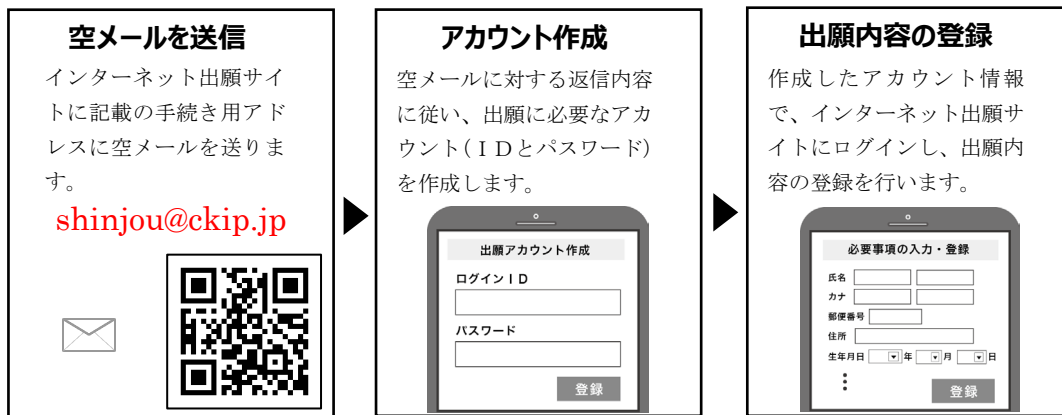 空メールを送信
インターネット出願サイ
トに記載の手続き用アド
レスに空メールを送りま
す。
shinjou@ckip.jp
アカウント作成
空メールに対する返信内容
に従い、出願に必要なアカ
ウント(ＩＤとパスワード)
を作成します。
出願アカウント作成
ログインＩＤ
パスワード
登録
出願内容の登録
作成したアカウント情報
で、インターネット出願サ
イトにログインし、出願内
容の登録を行います。
必要事項の入力・登録
氏名
カナ
郵便番号
住所
生年月日 年 月 日
登録